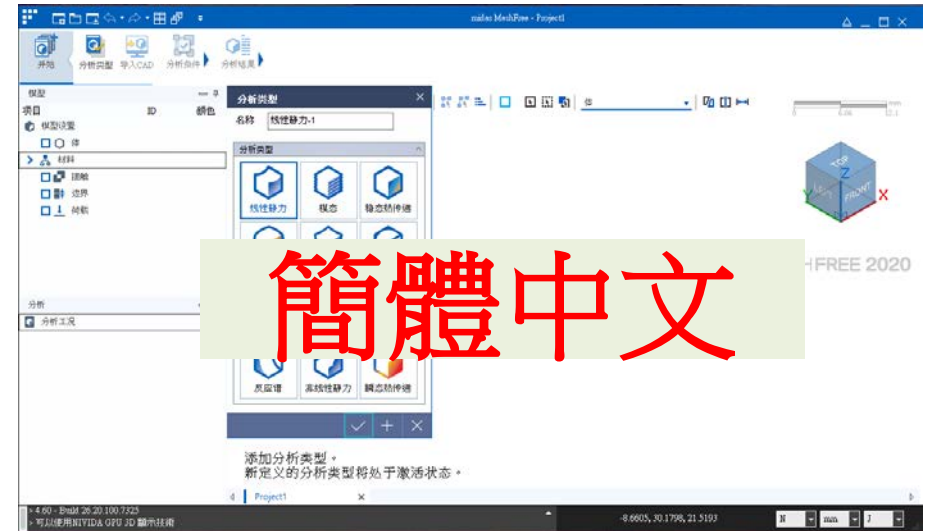 midas MeshFree - Project1
开始
分析类型
导入CAD
分析条件
分析结果
模型
项目 ID 颜色
模型设置
体
材料
接触
边界
荷载
分析
分析工况
分析类型
名称 线性静力-1
分析类型
线性静力 模态 稳态热传递
簡體中文
反应谱 非线性静力 瞬态热传递
添加分析类型。
新定义的分析类型将处于激活状态。
Project1
TOP
LEFT
FRONT
Z
Y
X
FREE 2020
> 4.60 - Build 26.20.100.7325
> 可以使用NIVIDA GPU 3D 顯示技術
-8.6605, 30.1798, 21.5193
N mm J